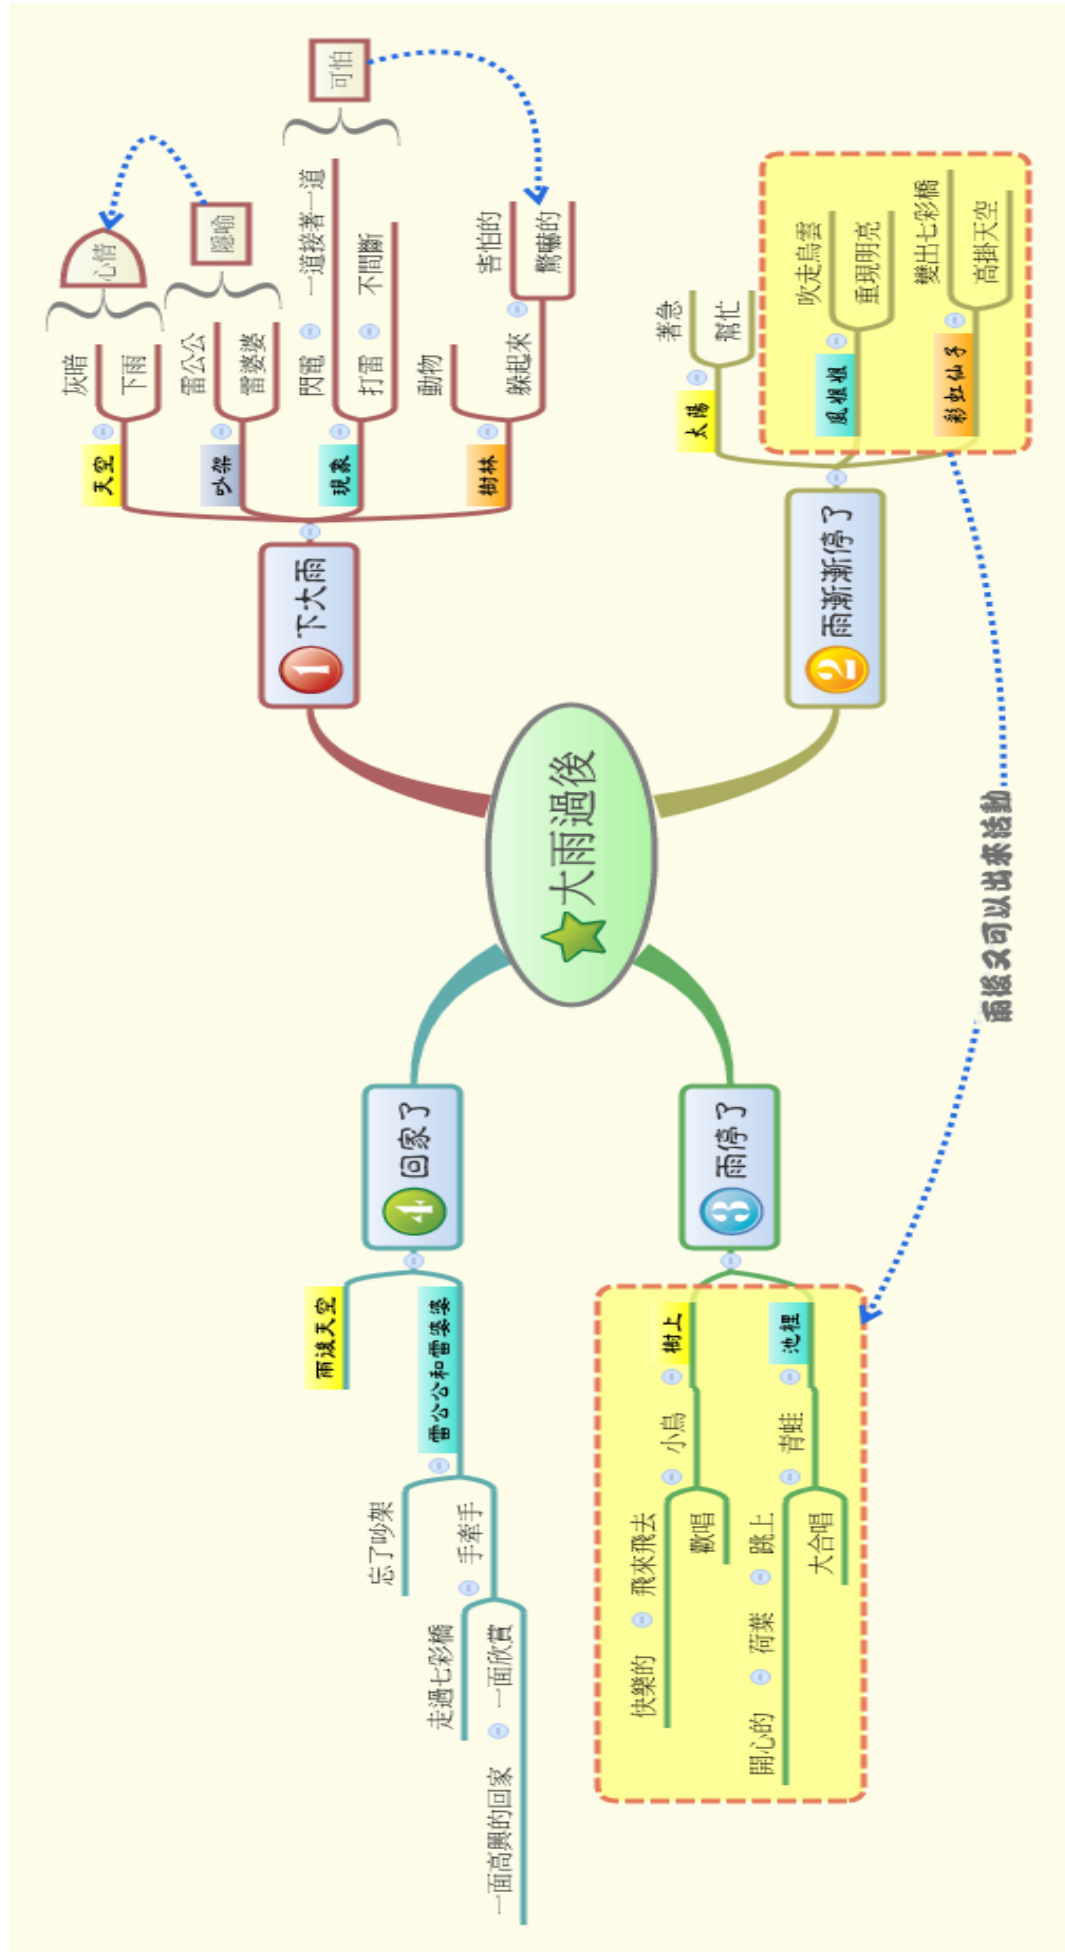 大雨過後
1 下大雨
天空
灰暗
下雨
心情
吵架
雷公公
雷婆婆
隱喻
現象
閃電 一道接著一道
打雷 不間斷
可怕
樹林
動物
躲起來
害怕的
驚嚇的
2 雨漸漸停了
太陽
著急
幫忙
風姐姐
吹走烏雲
重現明亮
彩虹仙子
變出七彩橋
高掛天空
雨後又可以出來活動
3 雨停了
樹上
小鳥
快樂的 飛來飛去
歡唱
池裡
青蛙
開心的 荷葉 跳上
大合唱
4 回家了
雨後天空
雷公公和雷婆婆
忘了吵架
手牽手
走過七彩橋
一面高興的回家 一面欣賞